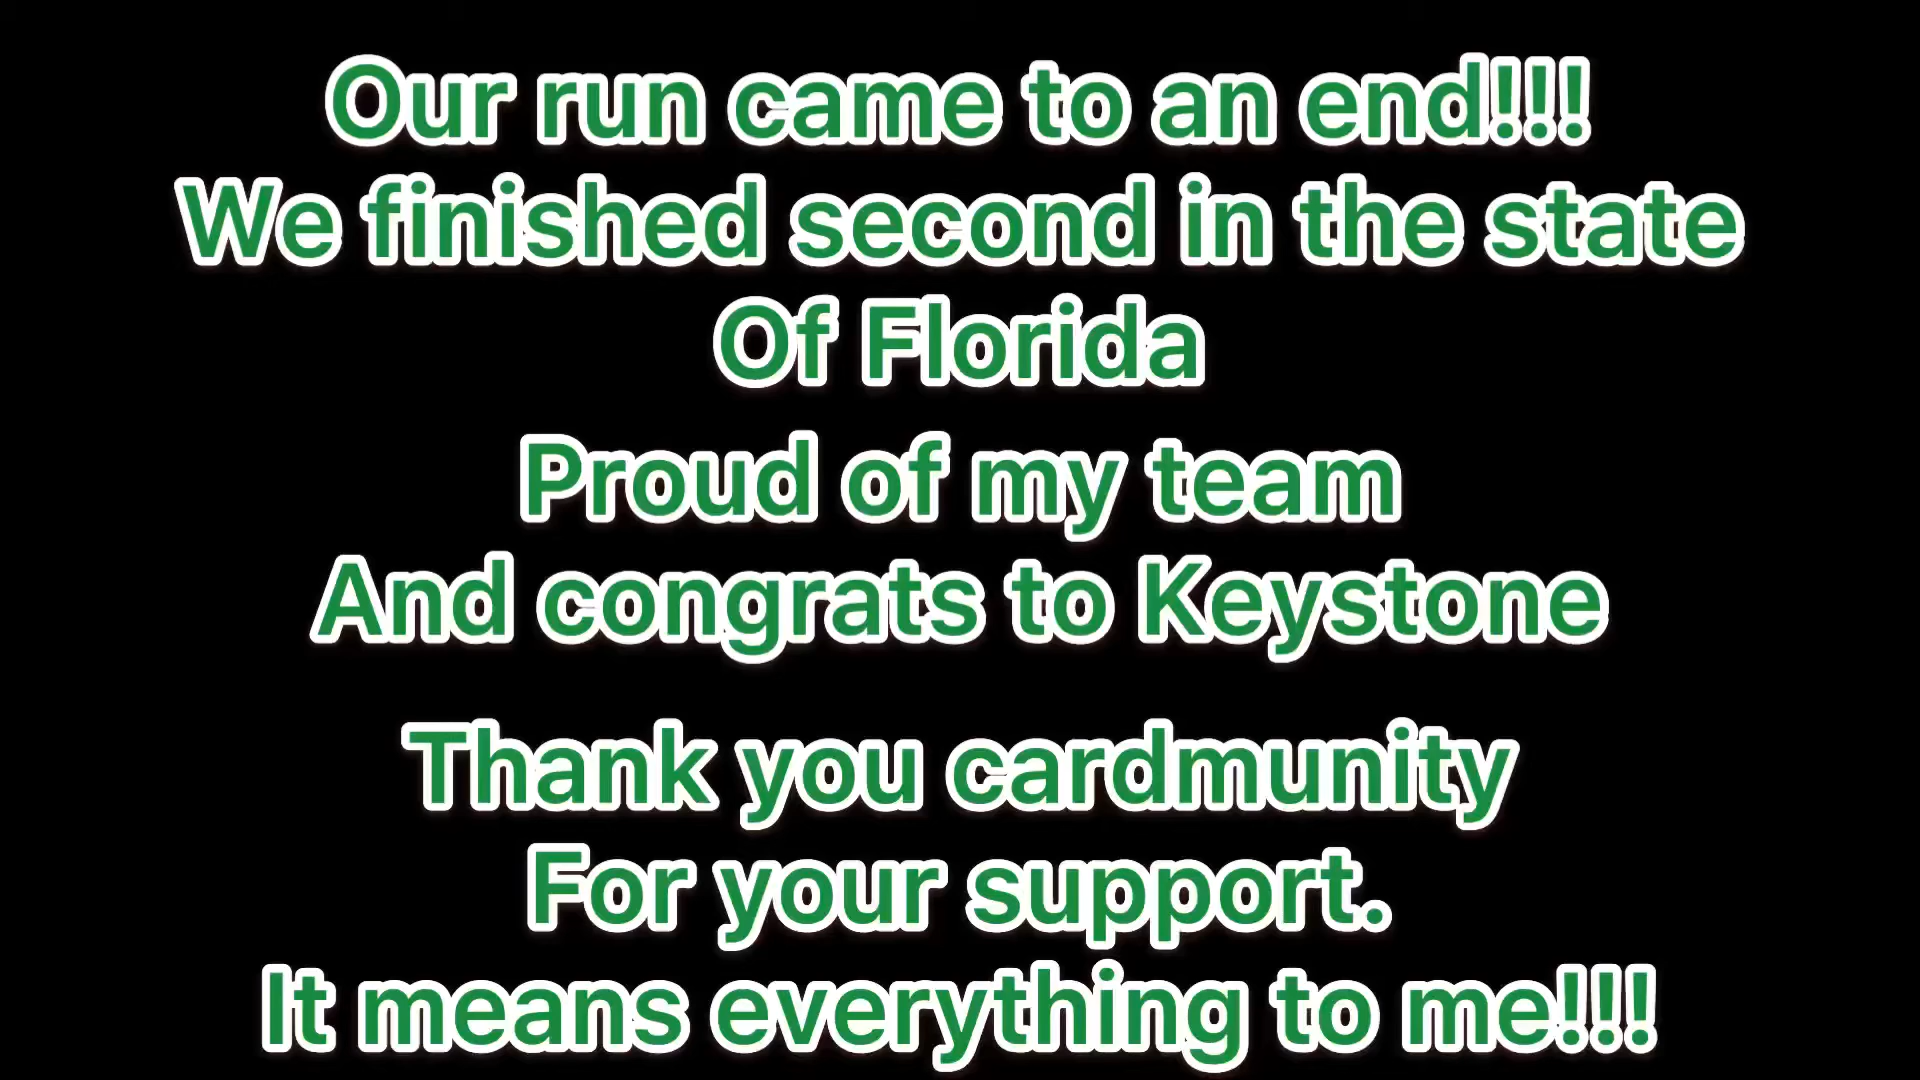 Our run came to an end!!!
We finished second in the state
Of Florida
Proud of my team
And congrats to Keystone
Thank you cardmunity
For your support.
It means everything to me!!!